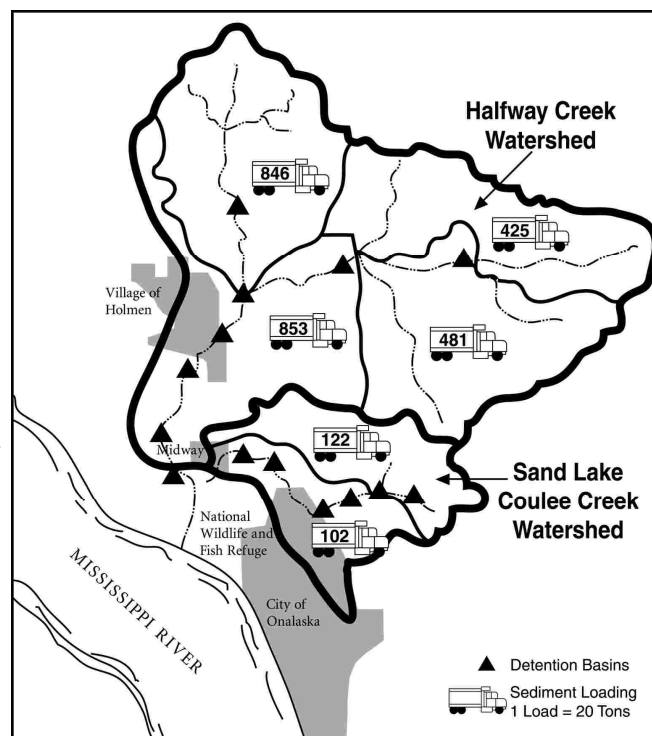 Halfway Creek
Watershed
846
425
Village of
Holmen
853
481
122
Midway
Sand Lake
Coulee Creek
Watershed
National
Wildlife and
Fish Refuge
102
MISSISSIPPI RIVER
City of
Onalaska
Detention Basins
Sediment Loading
1 Load = 20 Tons